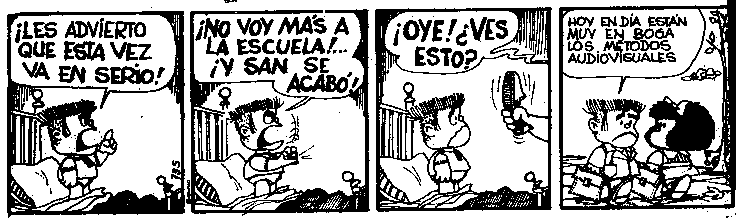 ¡LES ADVIERTO
QUE ESTA VEZ
VA EN SERIO!
¡NO VOY MÁS A
LA ESCUELA!...
¡Y SAN SE
ACABÓ!
¡OYE! ¿VES
ESTO?
HOY EN DÍA ESTÁN
MUY EN BOGA
LOS MÉTODOS
AUDIOVISUALES